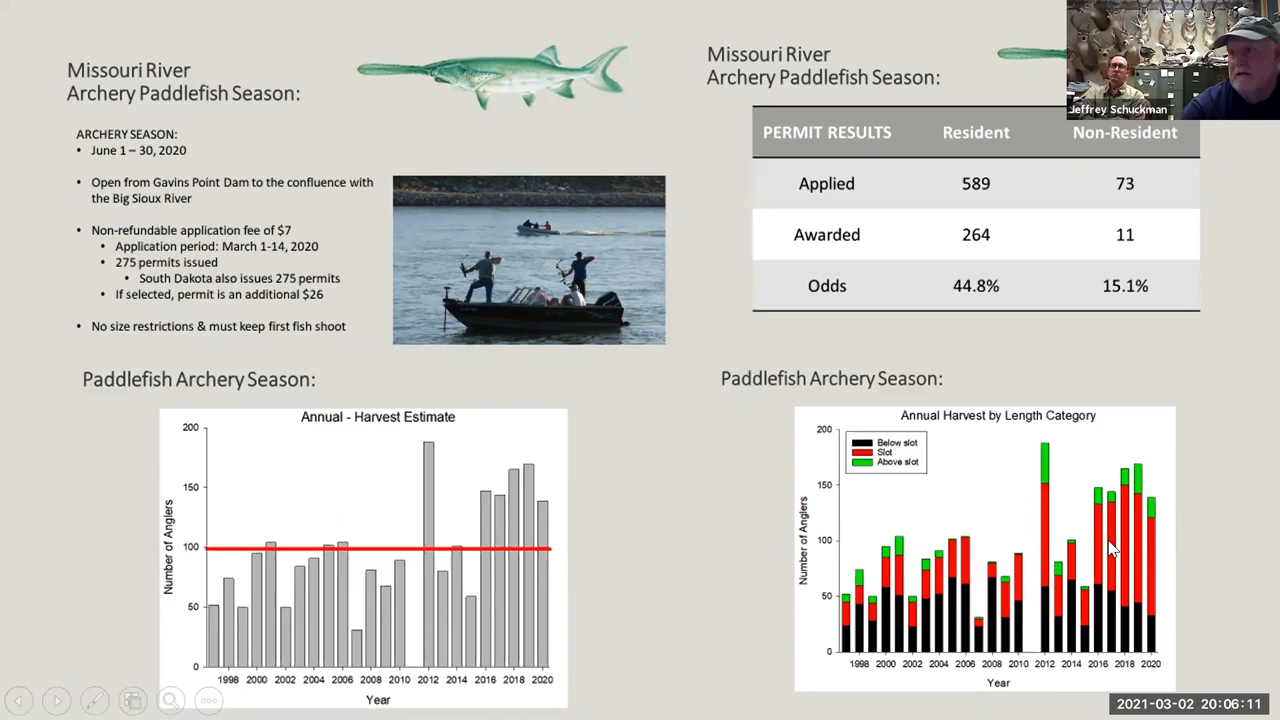 Missouri River
Archery Paddlefish Season:
ARCHERY SEASON:
• June 1 – 30, 2020
• Open from Gavins Point Dam to the confluence with
the Big Sioux River
• Non-refundable application fee of $7
• Application period: March 1-14, 2020
• 275 permits issued
• South Dakota also issues 275 permits
• If selected, permit is an additional $26
• No size restrictions & must keep first fish shoot
Missouri River
Archery Paddlefish Season:
Jeffrey Schuckman
PERMIT RESULTS Resident Non-Resident
Applied 589 73
Awarded 264 11
Odds 44.8% 15.1%
Paddlefish Archery Season:
Annual - Harvest Estimate
Number of Anglers
200
150
100
50
0
1998 2000 2002 2004 2006 2008 2010 2012 2014 2016 2018 2020
Year
Paddlefish Archery Season:
Annual Harvest by Length Category
Below slot
Slot
Above slot
Number of Anglers
200
150
100
50
0
1998 2000 2002 2004 2006 2008 2010 2012 2014 2016 2018 2020
Year
2021-03-02 20:06:11